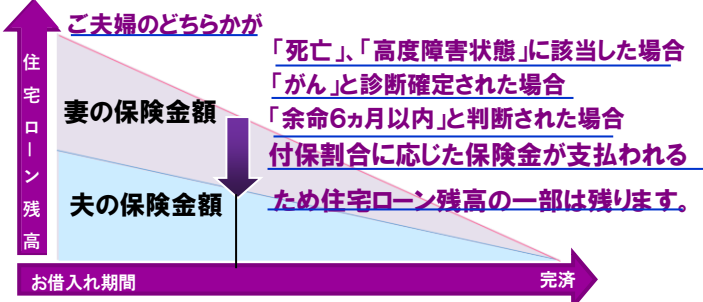 ご夫婦のどちらかが
「死亡」、「高度障害状態」に該当した場合
「がん」と診断確定された場合
「余命6ヵ月以内」と判断された場合
付保割合に応じた保険金が支払われる
ため住宅ローン残高の一部は残ります。
住宅ローン残高
妻の保険金額
夫の保険金額
お借入れ期間
完済